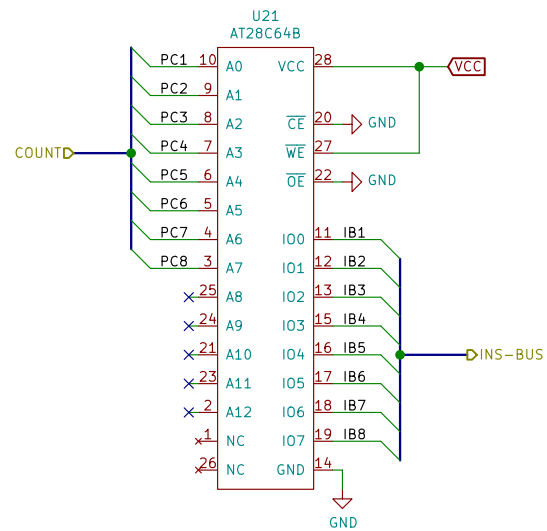 U21
AT28C64B
PC1 10 A0 VCC 28 VCC
PC2 9 A1
PC3 8 A2 CE 20 GND
COUNT PC4 7 A3 WE 27
PC5 6 A4 OE 22 GND
PC6 5 A5
PC7 4 A6 IO0 11 IB1
PC8 3 A7 IO1 12 IB2
25 A8 IO2 13 IB3
24 A9 IO3 15 IB4
21 A10 IO4 16 IB5 INS-BUS
23 A11 IO5 17 IB6
2 A12 IO6 18 IB7
1 NC IO7 19 IB8
26 NC GND 14
GND